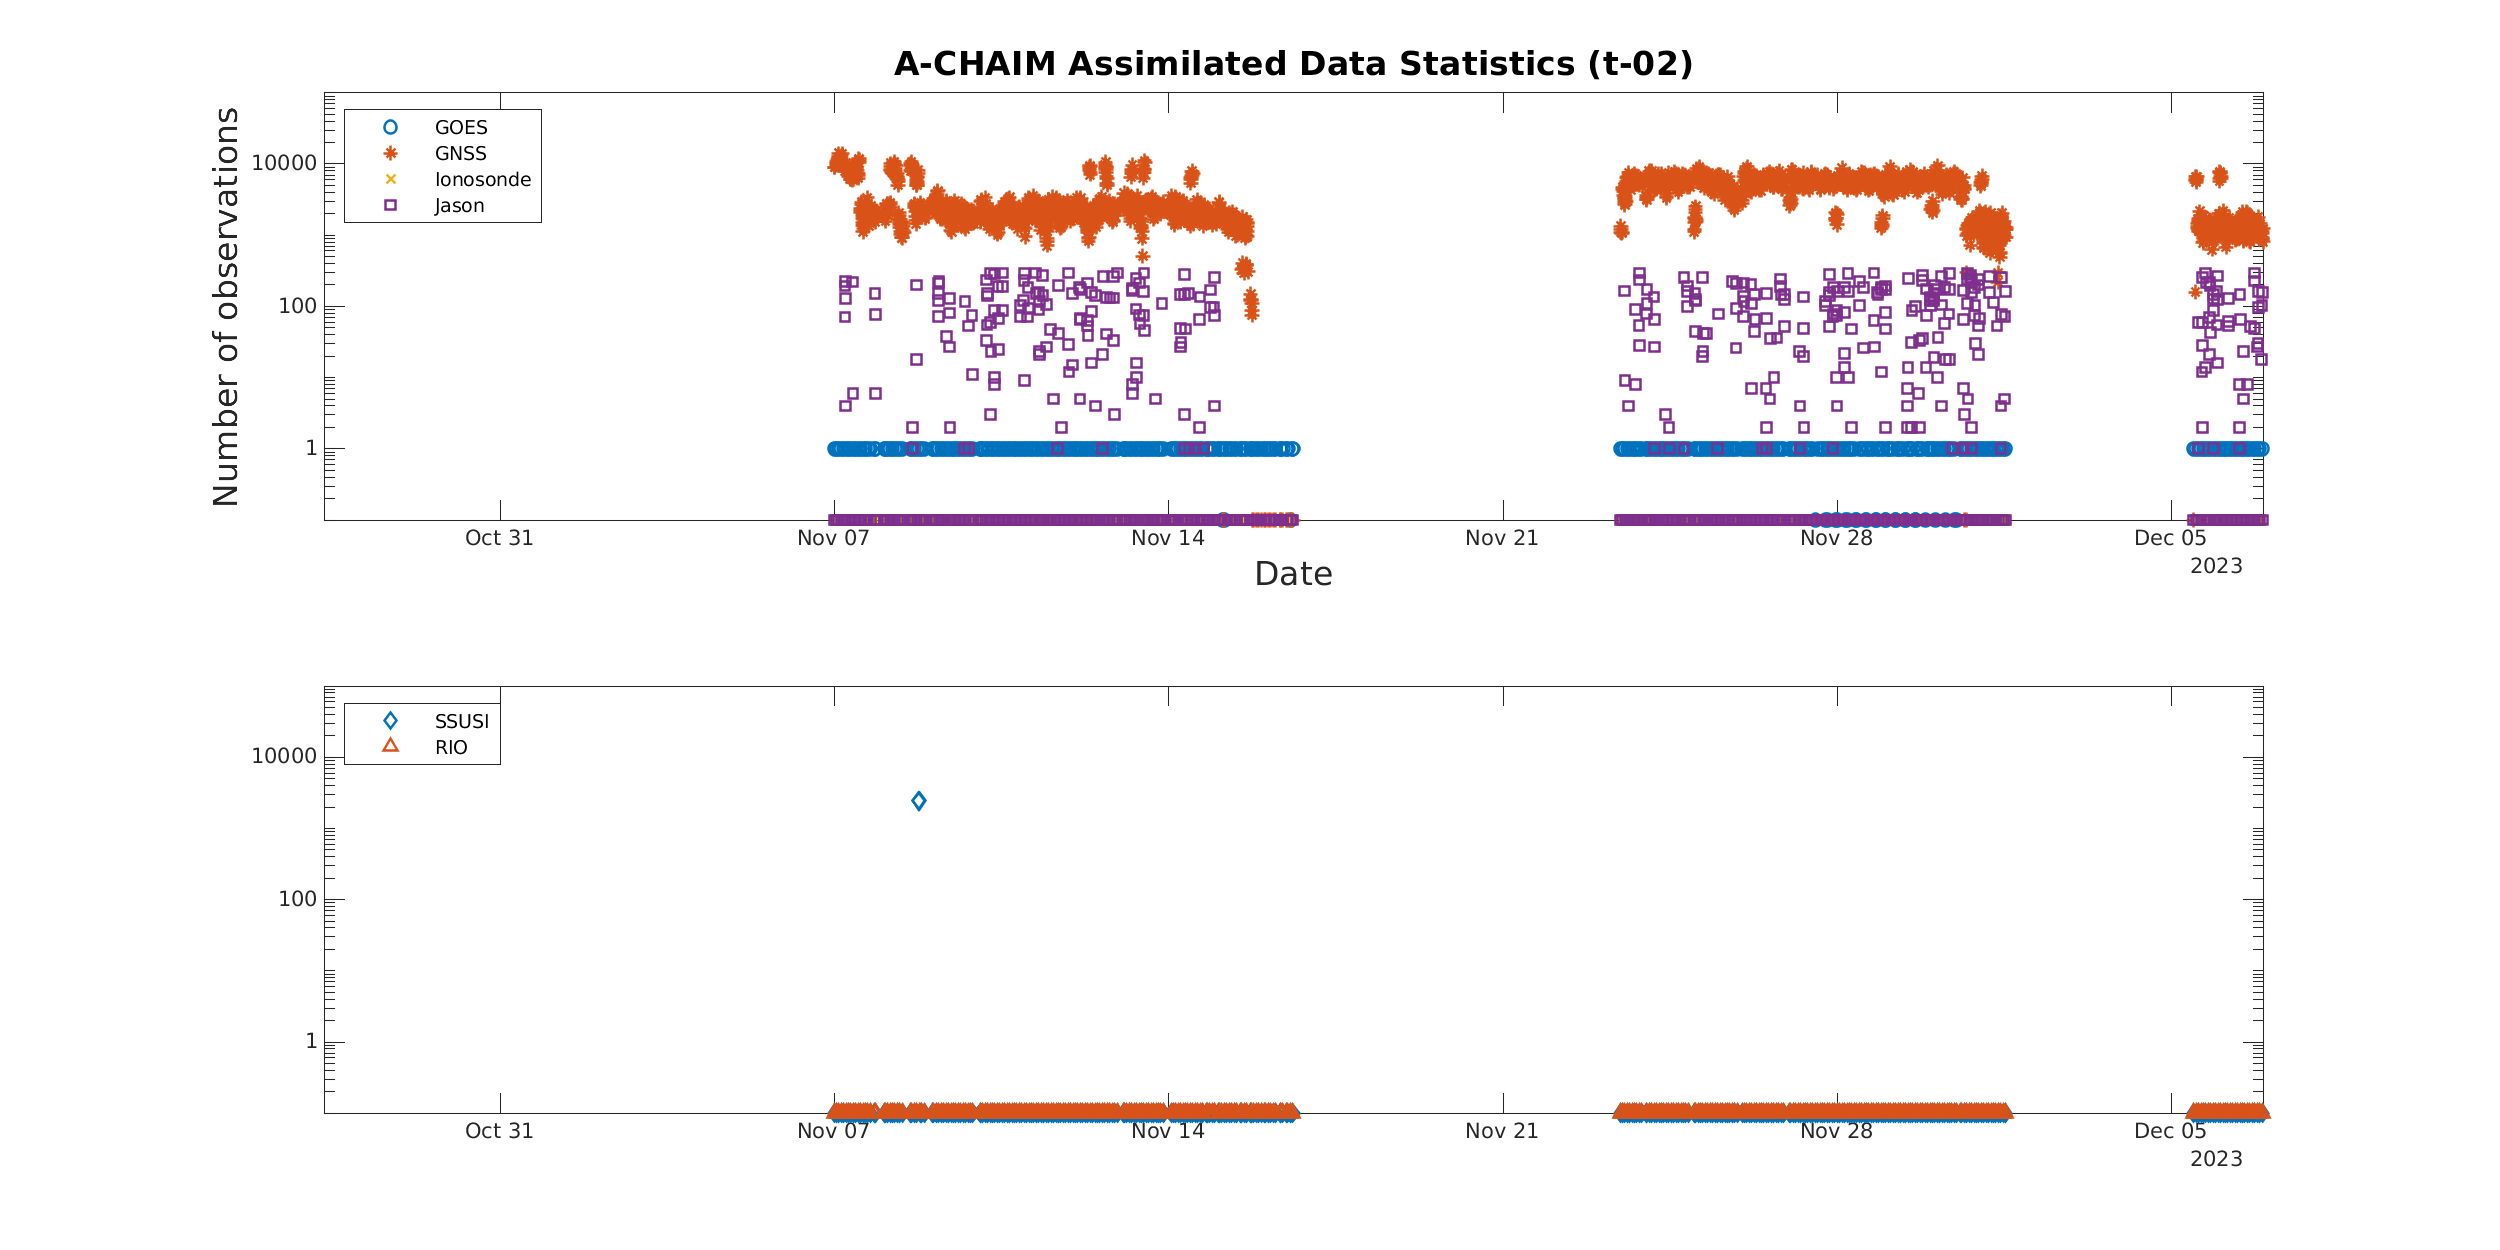 A-CHAIM Assimilated Data Statistics (t-02)
Number of observations
GOES
GNSS
Ionosonde
Jason
10000
100
1
Oct 31 Nov 07 Nov 14 Nov 21 Nov 28 Dec 05
2023
Date
SSUSI
RIO
10000
100
1
Oct 31 Nov 07 Nov 14 Nov 21 Nov 28 Dec 05
2023